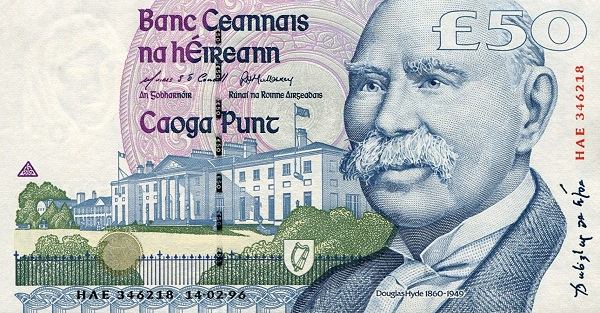 Banc Ceannais
na hÉireann
An Gobharnóir Rúnaí na Roinne Airgeadais
Caoga Punt
£50
HAE 346218
HAE 346218 14·02·96
Douglas Hyde 1860-1949